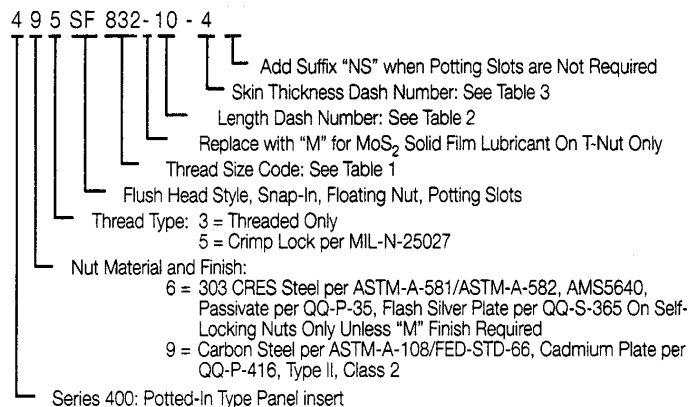 4 9 5 SF 832-10 - 4
Add Suffix “NS” when Potting Slots are Not Required
Skin Thickness Dash Number: See Table 3
Length Dash Number: See Table 2
Replace with “M” for MoS2 Solid Film Lubricant On T-Nut Only
Thread Size Code: See Table 1
Flush Head Style, Snap-In, Floating Nut, Potting Slots
Thread Type: 3 = Threaded Only
5 = Crimp Lock per MIL-N-25027
Nut Material and Finish:
6 = 303 CRES Steel per ASTM-A-581/ASTM-A-582, AMS5640,
Passivate per QQ-P-35, Flash Silver Plate per QQ-S-365 On Self-
Locking Nuts Only Unless “M” Finish Required
9 = Carbon Steel per ASTM-A-108/FED-STD-66, Cadmium Plate per
QQ-P-416, Type II, Class 2
Series 400: Potted-In Type Panel insert